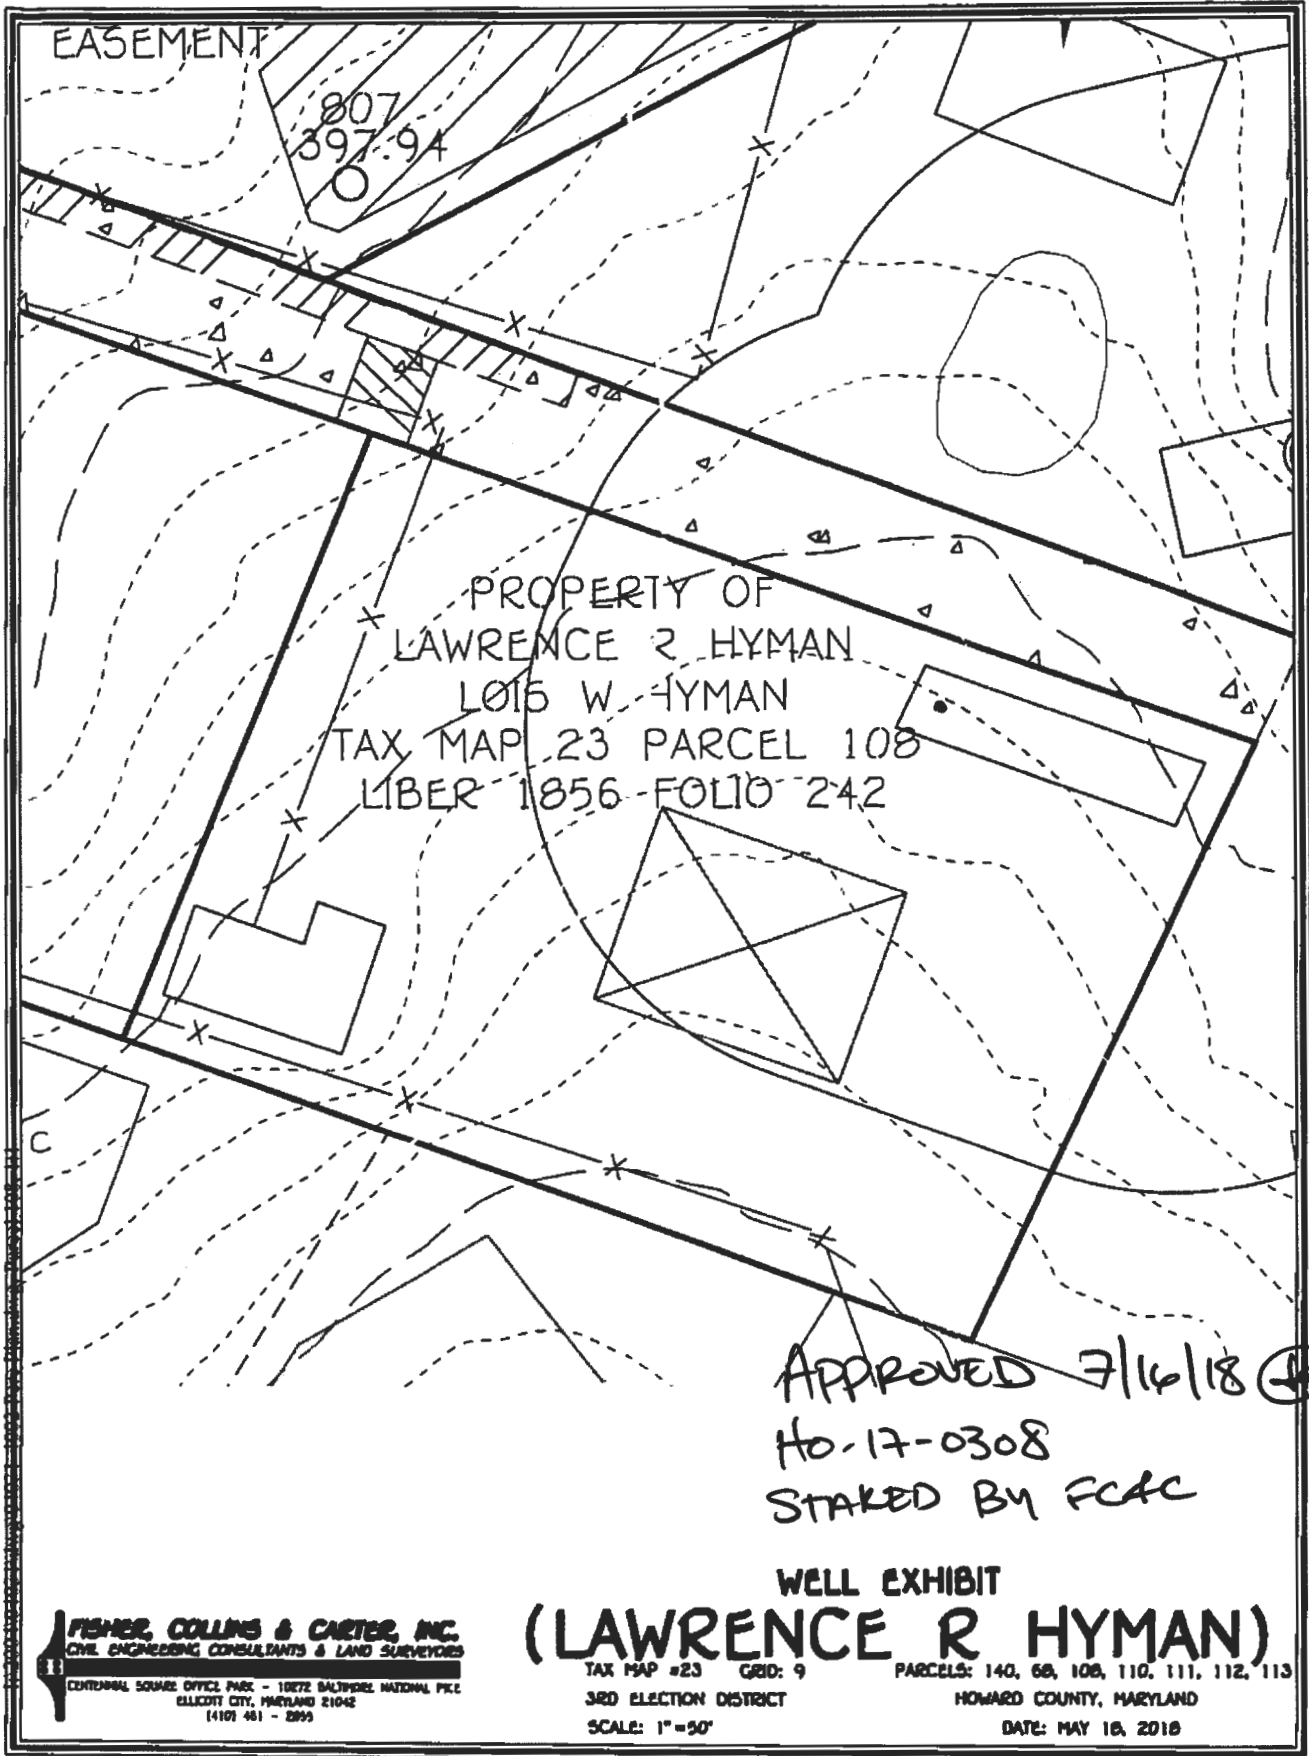 EASEMENT
807
397.94
PROPERTY OF
LAWRENCE R HYMAN
LOIS W HYMAN
TAX MAP 23 PARCEL 108
LIBER 1856 FOLIO 242
C
APPROVED 7/16/18
HO-17-0308
STAKED BY FC&C
WELL EXHIBIT
(LAWRENCE R HYMAN)
TAX MAP #23 GRID: 9 PARCELS: 140, 68, 108, 110, 111, 112, 113
3RD ELECTION DISTRICT HOWARD COUNTY, MARYLAND
SCALE: 1"=50' DATE: MAY 18, 2018
FISHER, COLLINS & CARTER, INC.
CIVIL ENGINEERING CONSULTANTS & LAND SURVEYORS
CENTENNIAL SQUARE OFFICE PARK - 10272 BALTIMORE NATIONAL PIKE
ELLICOTT CITY, MARYLAND 21042
(410) 461 - 2855